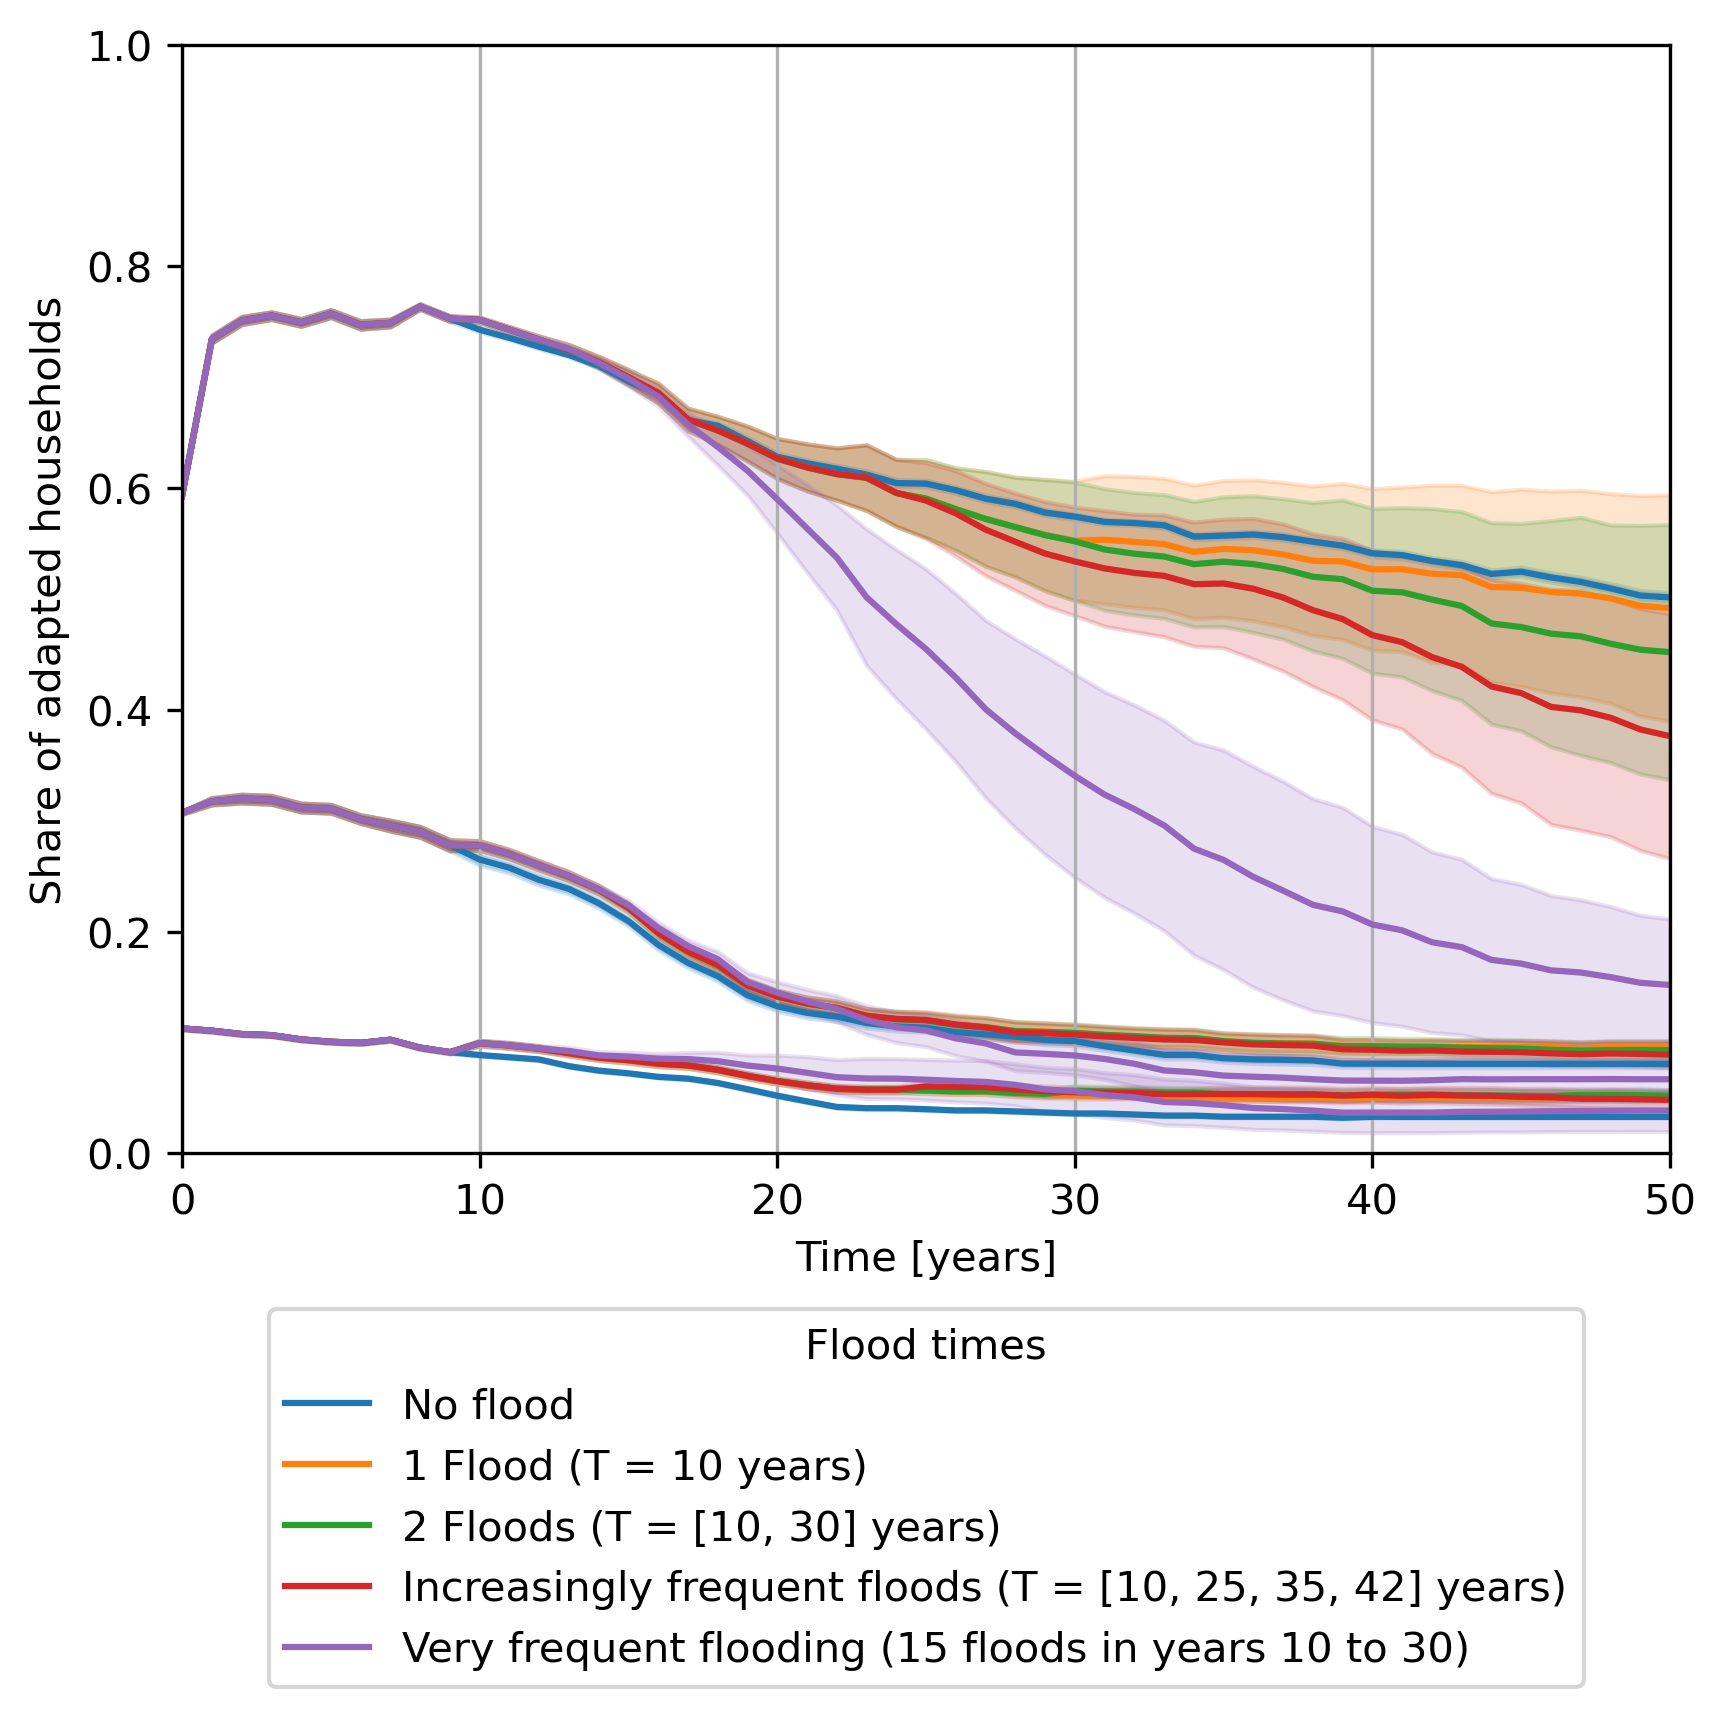 1.0
0.8
0.6
0.4
0.2
0.0
Share of adapted households
0 10 20 30 40 50
Time [years]
Flood times
No flood
1 Flood (T = 10 years)
2 Floods (T = [10, 30] years)
Increasingly frequent floods (T = [10, 25, 35, 42] years)
Very frequent flooding (15 floods in years 10 to 30)